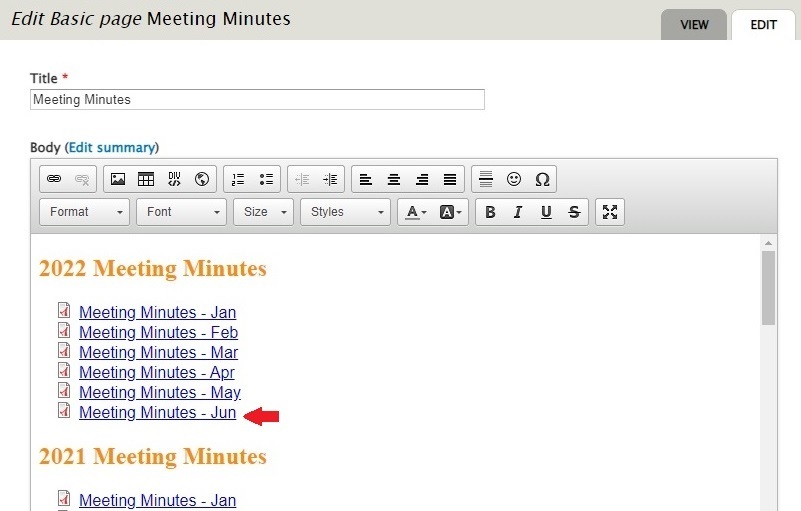 Edit Basic page Meeting Minutes
VIEW
EDIT
Title *
Meeting Minutes
Body (Edit summary)
DIV
Format
Font
Size
Styles
A
A
B I U S
2022 Meeting Minutes
Meeting Minutes - Jan
Meeting Minutes - Feb
Meeting Minutes - Mar
Meeting Minutes - Apr
Meeting Minutes - May
Meeting Minutes - Jun
2021 Meeting Minutes
Meeting Minutes - Jan